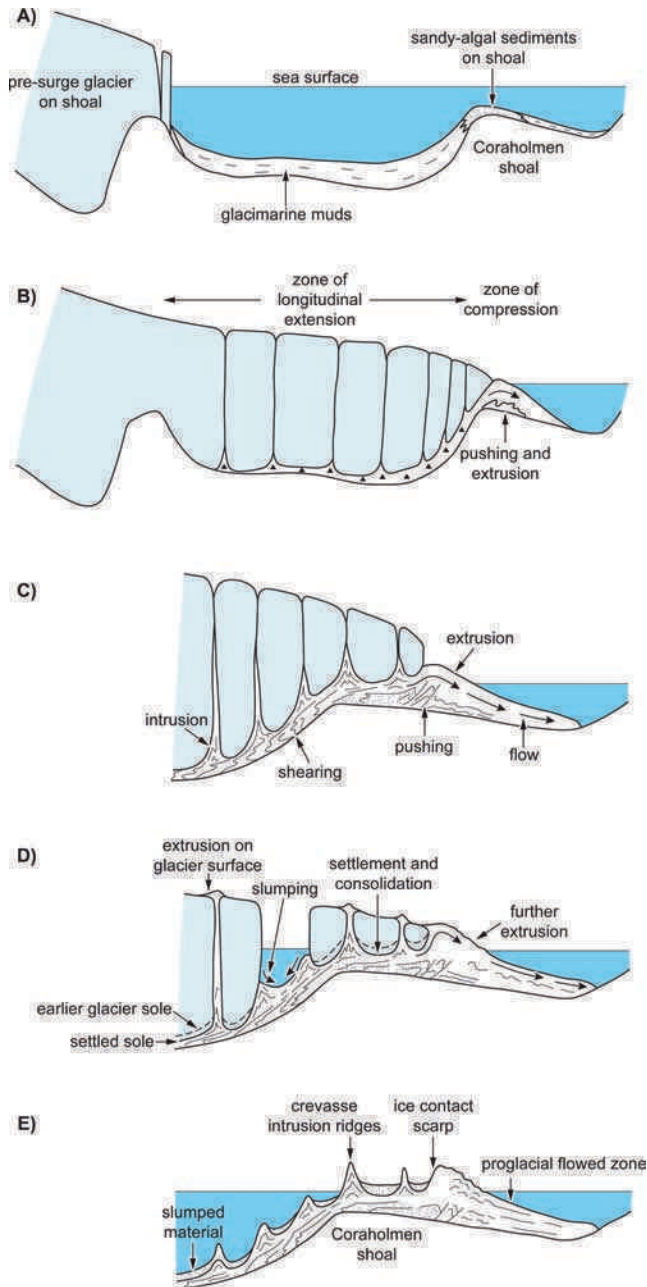 A)
pre-surge glacier
on shoal
sea surface
sandy-algal sediments
on shoal
Coraholmen
shoal
glacimarine muds
B)
zone of
longitudinal
extension
zone of
compression
pushing and
extrusion
C)
extrusion
intrusion
shearing
pushing
flow
D)
extrusion on
glacier surface
slumping
settlement and
consolidation
further
extrusion
earlier glacier sole
settled sole
E)
crevasse
intrusion ridges
ice contact
scarp
proglacial flowed zone
slumped
material
Coraholmen
shoal